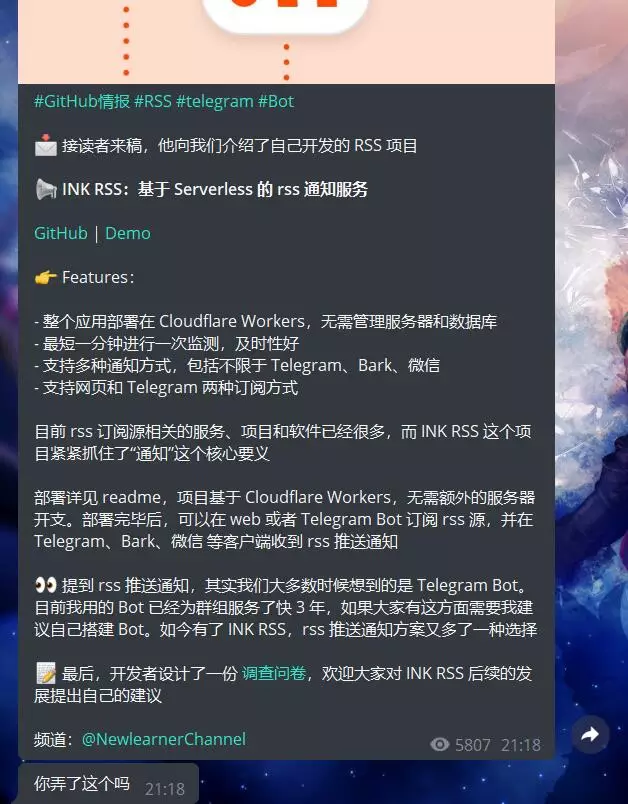 #GitHub情报 #RSS #telegram #Bot
接读者来稿，他向我们介绍了自己开发的 RSS 项目
INK RSS：基于 Serverless 的 rss 通知服务
GitHub | Demo
Features：
- 整个应用部署在 Cloudflare Workers，无需管理服务器和数据库
- 最短一分钟进行一次监测，及时性好
- 支持多种通知方式，包括不限于 Telegram、Bark、微信
- 支持网页和 Telegram 两种订阅方式
目前 rss 订阅源相关的服务、项目和软件已经很多，而 INK RSS 这个项
目紧紧抓住了“通知”这个核心要义
部署详见 readme，项目基于 Cloudflare Workers，无需额外的服务器
开支。部署完毕后，可以在 web 或者 Telegram Bot 订阅 rss 源，并在
Telegram、Bark、微信 等客户端收到 rss 推送通知
提到 rss 推送通知，其实我们大多数时候想到的是 Telegram Bot。
目前我用的 Bot 已经为群组服务了快 3 年，如果大家有这方面需要我建
议自己搭建 Bot。如今有了 INK RSS，rss 推送通知方案又多了一种选择
最后，开发者设计了一份 调查问卷，欢迎大家对 INK RSS 后续的发
展提出自己的建议
频道：@NewlearnerChannel
5807 21:18
你弄了这个吗 21:18